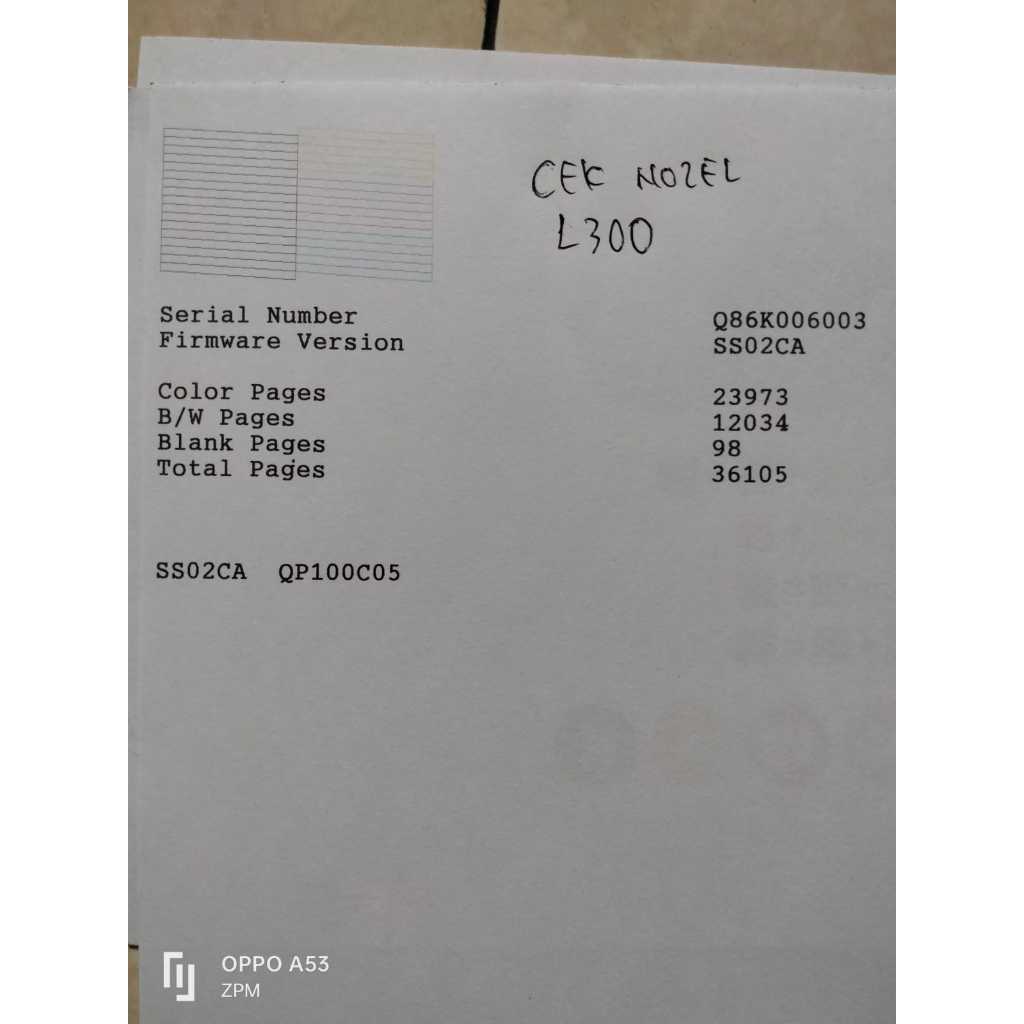 CEK NOZEL
L300
Serial Number Q86K006003
Firmware Version SS02CA
Color Pages 23973
B/W Pages 12034
Blank Pages 98
Total Pages 36105
SS02CA QP100C05
OPPO A53
ZPM